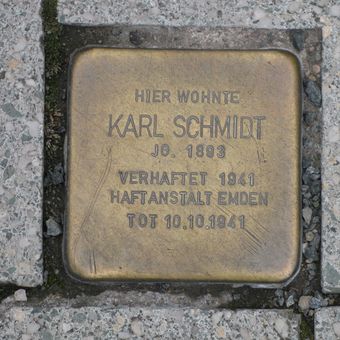 HIER WOHNTE
KARL SCHMIDT
JG. 1893
VERHAFTET 1941
HAFTANSTALT EMDEN
TOT 10.10.1941